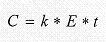 C = k * E * t